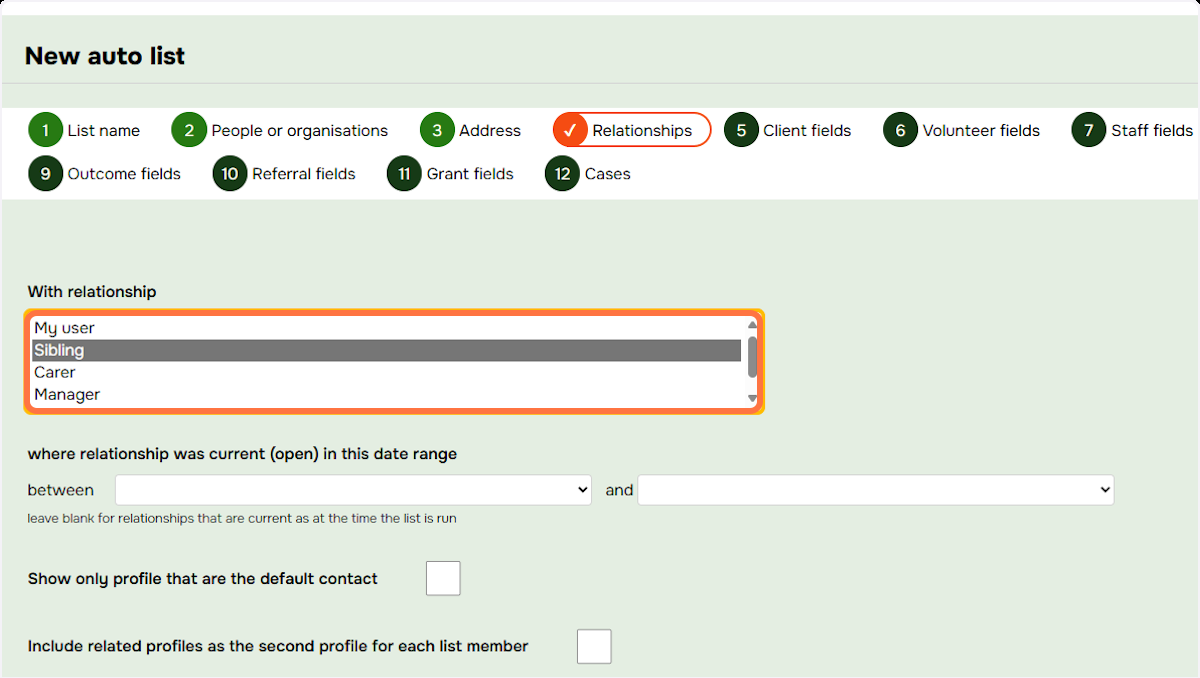 New auto list
1 List name 2 People or organisations 3 Address ✓ Relationships 5 Client fields 6 Volunteer fields 7 Staff fields
9 Outcome fields 10 Referral fields 11 Grant fields 12 Cases
With relationship
My user
Sibling
Carer
Manager
where relationship was current (open) in this date range
between and
leave blank for relationships that are current as at the time the list is run
Show only profile that are the default contact
Include related profiles as the second profile for each list member